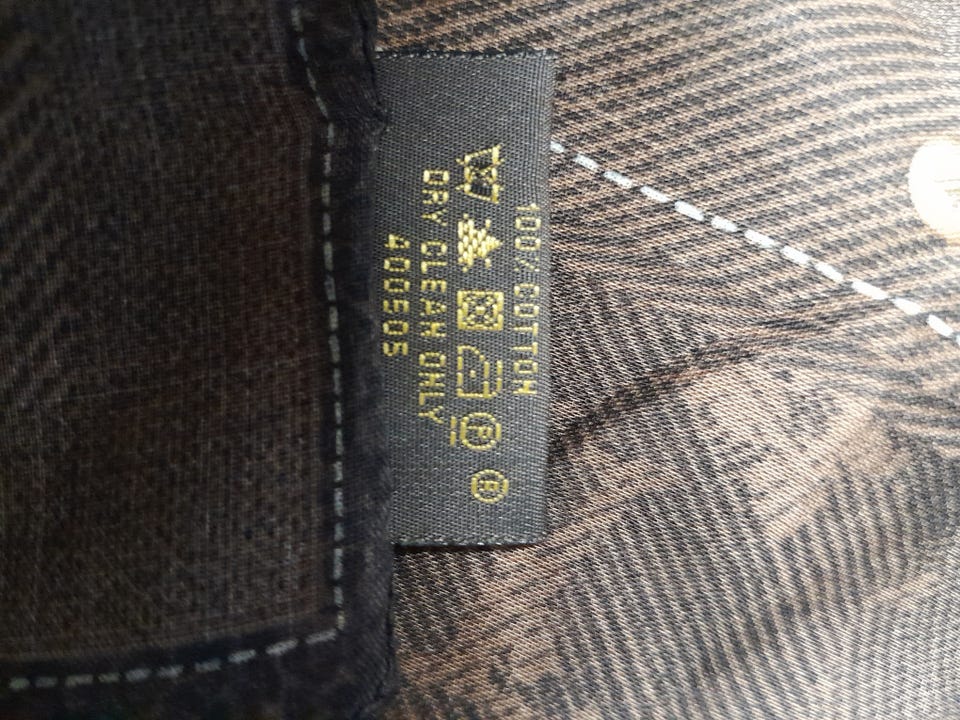 100% COTTON
P
®
DRY CLEAN ONLY
400505